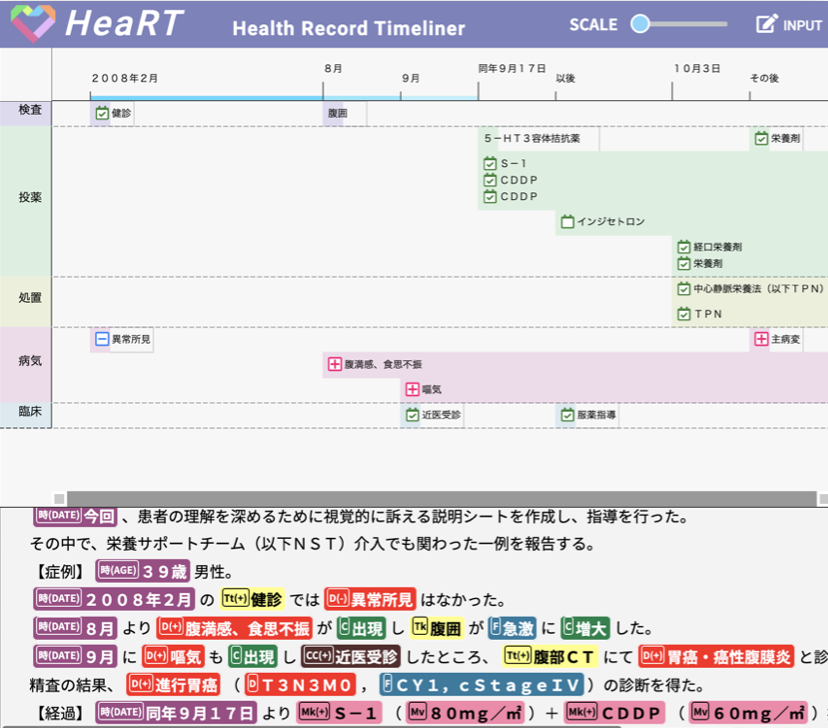 HeaRT
Health Record Timeliner
SCALE
INPUT
2008年2月
8月
9月
同年9月17日
以後
10月3日
その後
検査
健診
腹囲
投薬
5-HT3容体拮抗薬
栄養剤
S-1
CDDP
CDDP
インジセトロン
経口栄養剤
栄養剤
処置
中心静脈栄養法(以下TPN)
TPN
病気
異常所見
主病変
腹満感、食思不振
嘔気
臨床
近医受診
服薬指導
時(DATE) 今回 、患者の理解を深めるために視覚的に訴える説明シートを作成し、指導を行った。
その中で、栄養サポートチーム(以下NST)介入でも関わった一例を報告する。
【症例】 時(AGE) 39歳 男性。
時(DATE) 2008年2月 の Tt(+) 健診 では D(-) 異常所見 はなかった。
時(DATE) 8月 より D(+) 腹満感、食思不振 が C 出現 し Tk 腹囲 が F 急激 に C 増大 した。
時(DATE) 9月 に D(+) 嘔気 も C 出現 し CC(+) 近医受診 したところ、 Tt(+) 腹部CT にて D(+) 胃癌・癌性腹膜炎 と診
精査の結果、 D(+) 進行胃癌 ( D T3N3M0 , F CY1,cStageIV )の診断を得た。
【経過】 時(DATE) 同年9月17日 より Mk(+) S-1 ( Mv 80mg/㎡ )+ Mk(+) CDDP ( Mv 60mg/㎡ )